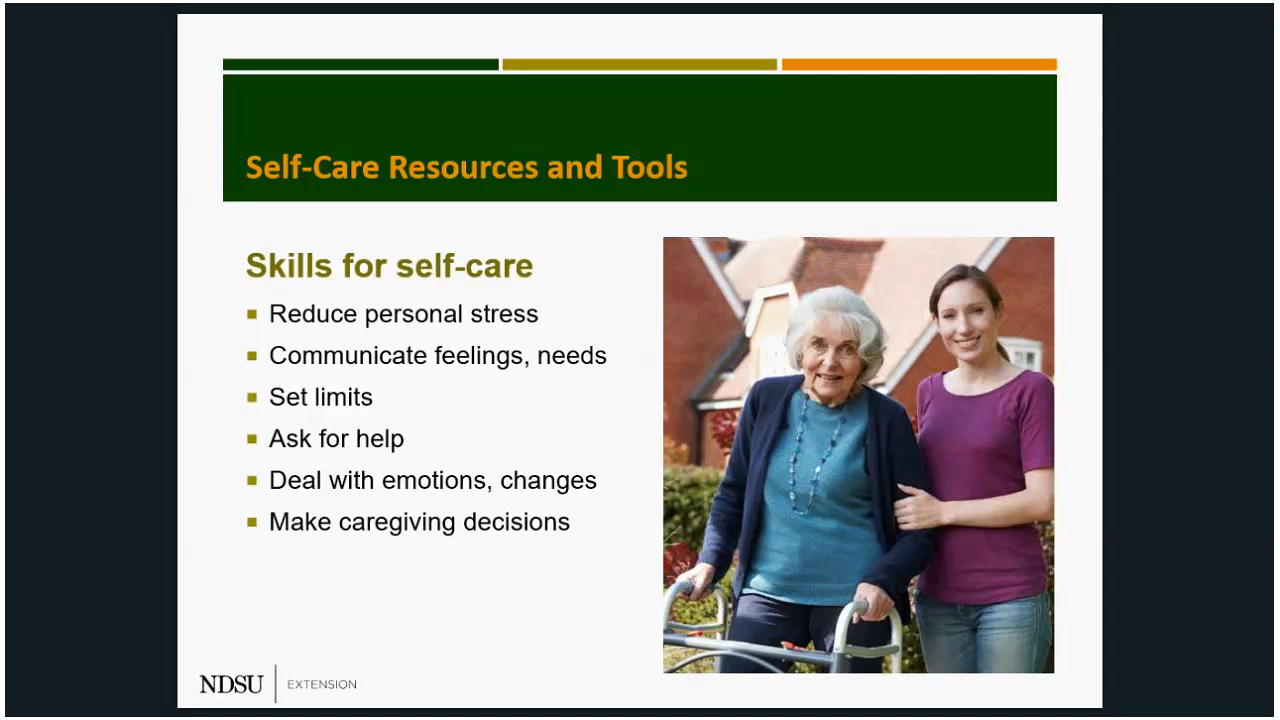 Self-Care Resources and Tools
Skills for self-care
Reduce personal stress
Communicate feelings, needs
Set limits
Ask for help
Deal with emotions, changes
Make caregiving decisions
NDSU EXTENSION